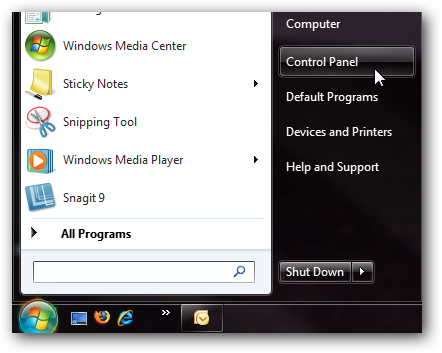 Windows Media Center
Sticky Notes
Snipping Tool
Windows Media Player
Snagit 9
All Programs
Computer
Control Panel
Default Programs
Devices and Printers
Help and Support
Shut Down